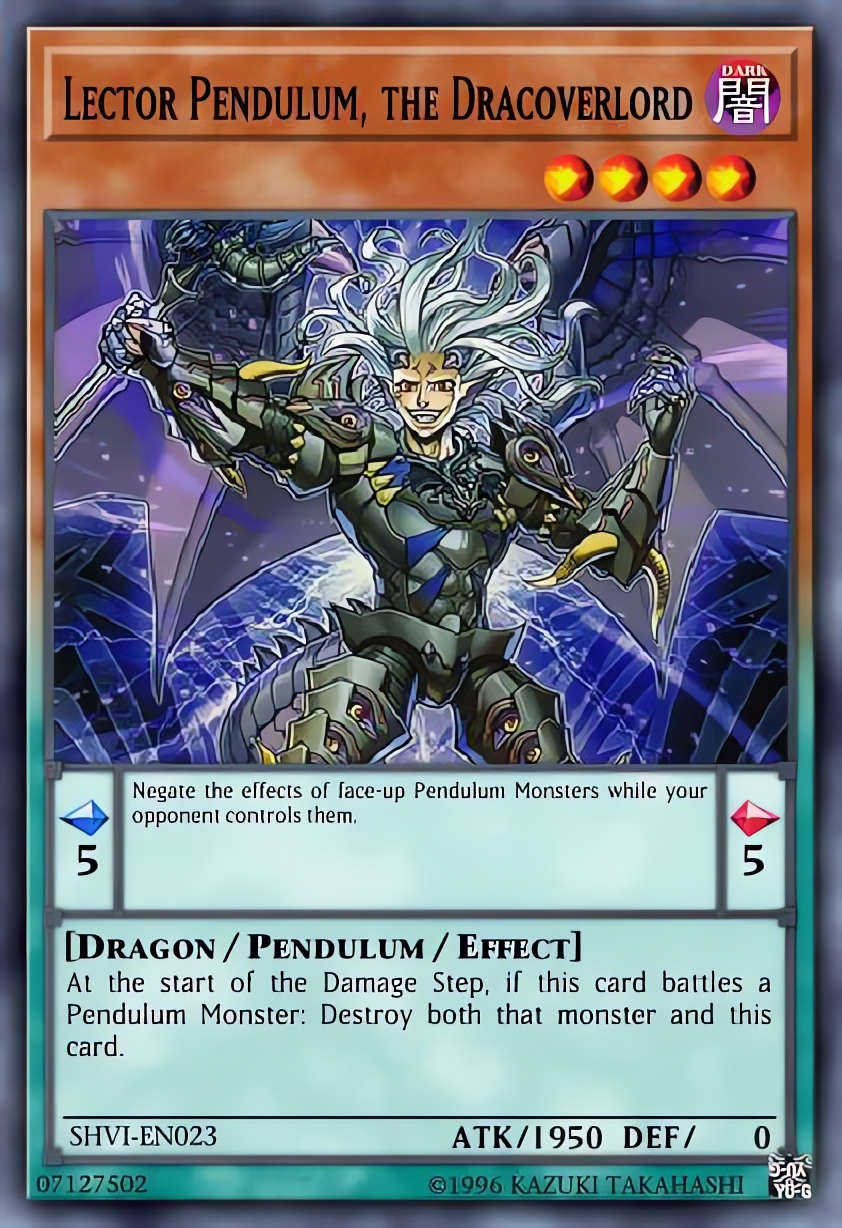 LECTOR PENDULUM, THE DRACOVERLORD
DARK
闇
11
Negate the effects of face-up Pendulum Monsters while your
opponent controls them.
5
5
[DRAGON / PENDULUM / EFFECT]
At the start of the Damage Step, if this card battles a
Pendulum Monster: Destroy both that monster and this
card.
SHVI-EN023
ATK/1950 DEF/ 0
07127502
©1996 KAZUKI TAKAHASHI